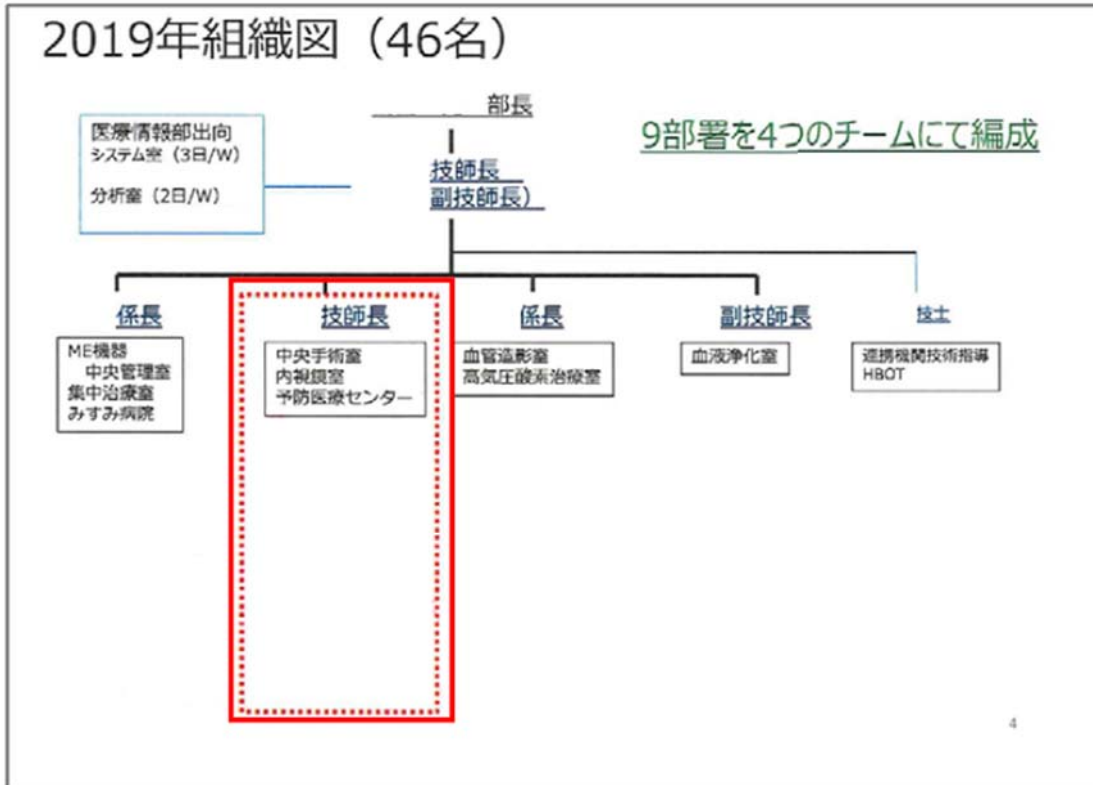 2019年組織図（46名）
部長
医療情報部出向
システム室（3日/W）
分析室（2日/W）
9部署を4つのチームにて編成
技師長
副技師長）
係長
ME機器
中央管理室
集中治療室
みすみ病院
技師長
中央手術室
内視鏡室
予防医療センター
係長
血管造影室
高気圧酸素治療室
副技師長
血液浄化室
技士
連携機関技術指導
HBOT
4